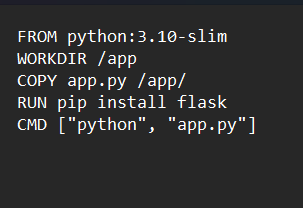 FROM python:3.10-slim
WORKDIR /app
COPY app.py /app/
RUN pip install flask
CMD ["python", "app.py"]